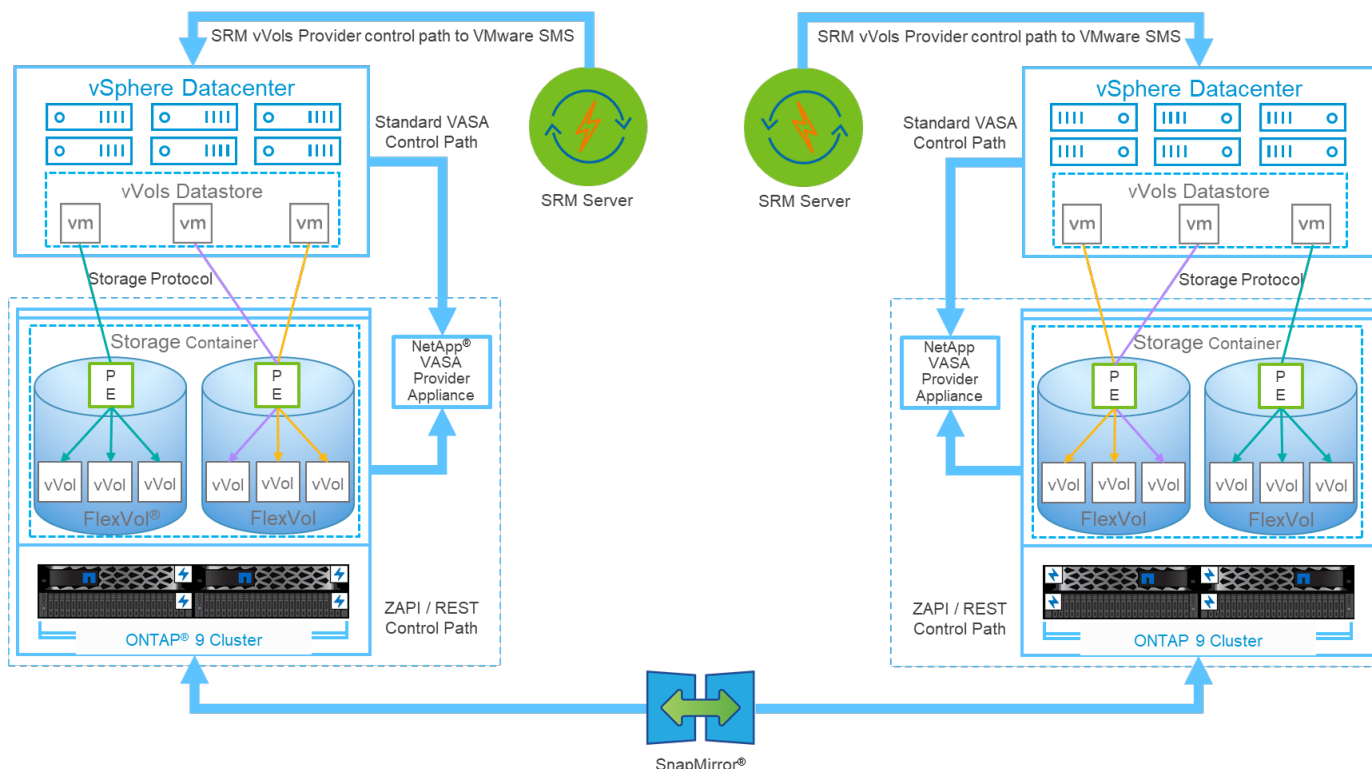 SRM vVols Provider control path to VMware SMS
vSphere Datacenter
Standard VASA
Control Path
SRM Server
vVols Datastore
vm
vm
vm
Storage Protocol
Storage Container
NetApp®
VASA
Provider
Appliance
P
E
P
E
vVol
vVol
vVol
vVol
vVol
vVol
FlexVol®
FlexVol
ZAPI / REST
Control Path
ONTAP® 9 Cluster
SRM vVols Provider control path to VMware SMS
vSphere Datacenter
Standard VASA
Control Path
SRM Server
vVols Datastore
vm
vm
vm
Storage Protocol
Storage Container
NetApp
VASA
Provider
Appliance
P
E
P
E
vVol
vVol
vVol
vVol
vVol
vVol
FlexVol
FlexVol
ZAPI / REST
Control Path
ONTAP 9 Cluster
SnapMirror®